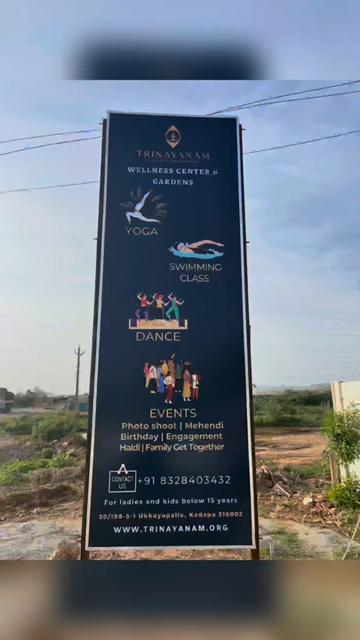 TRINAYANAM
WELLNESS CENTER &
GARDENS
YOGA
SWIMMING
CLASS
DANCE
EVENTS
Photo shoot | Mehendi
Birthday | Engagement
Haldi | Family Get Together
CONTACT
US
+91 8328403432
For ladies and kids below 15 years
30/198-S-1 Ukkayapalle, Kadapa 516002
WWW.TRINAYANAM.ORG